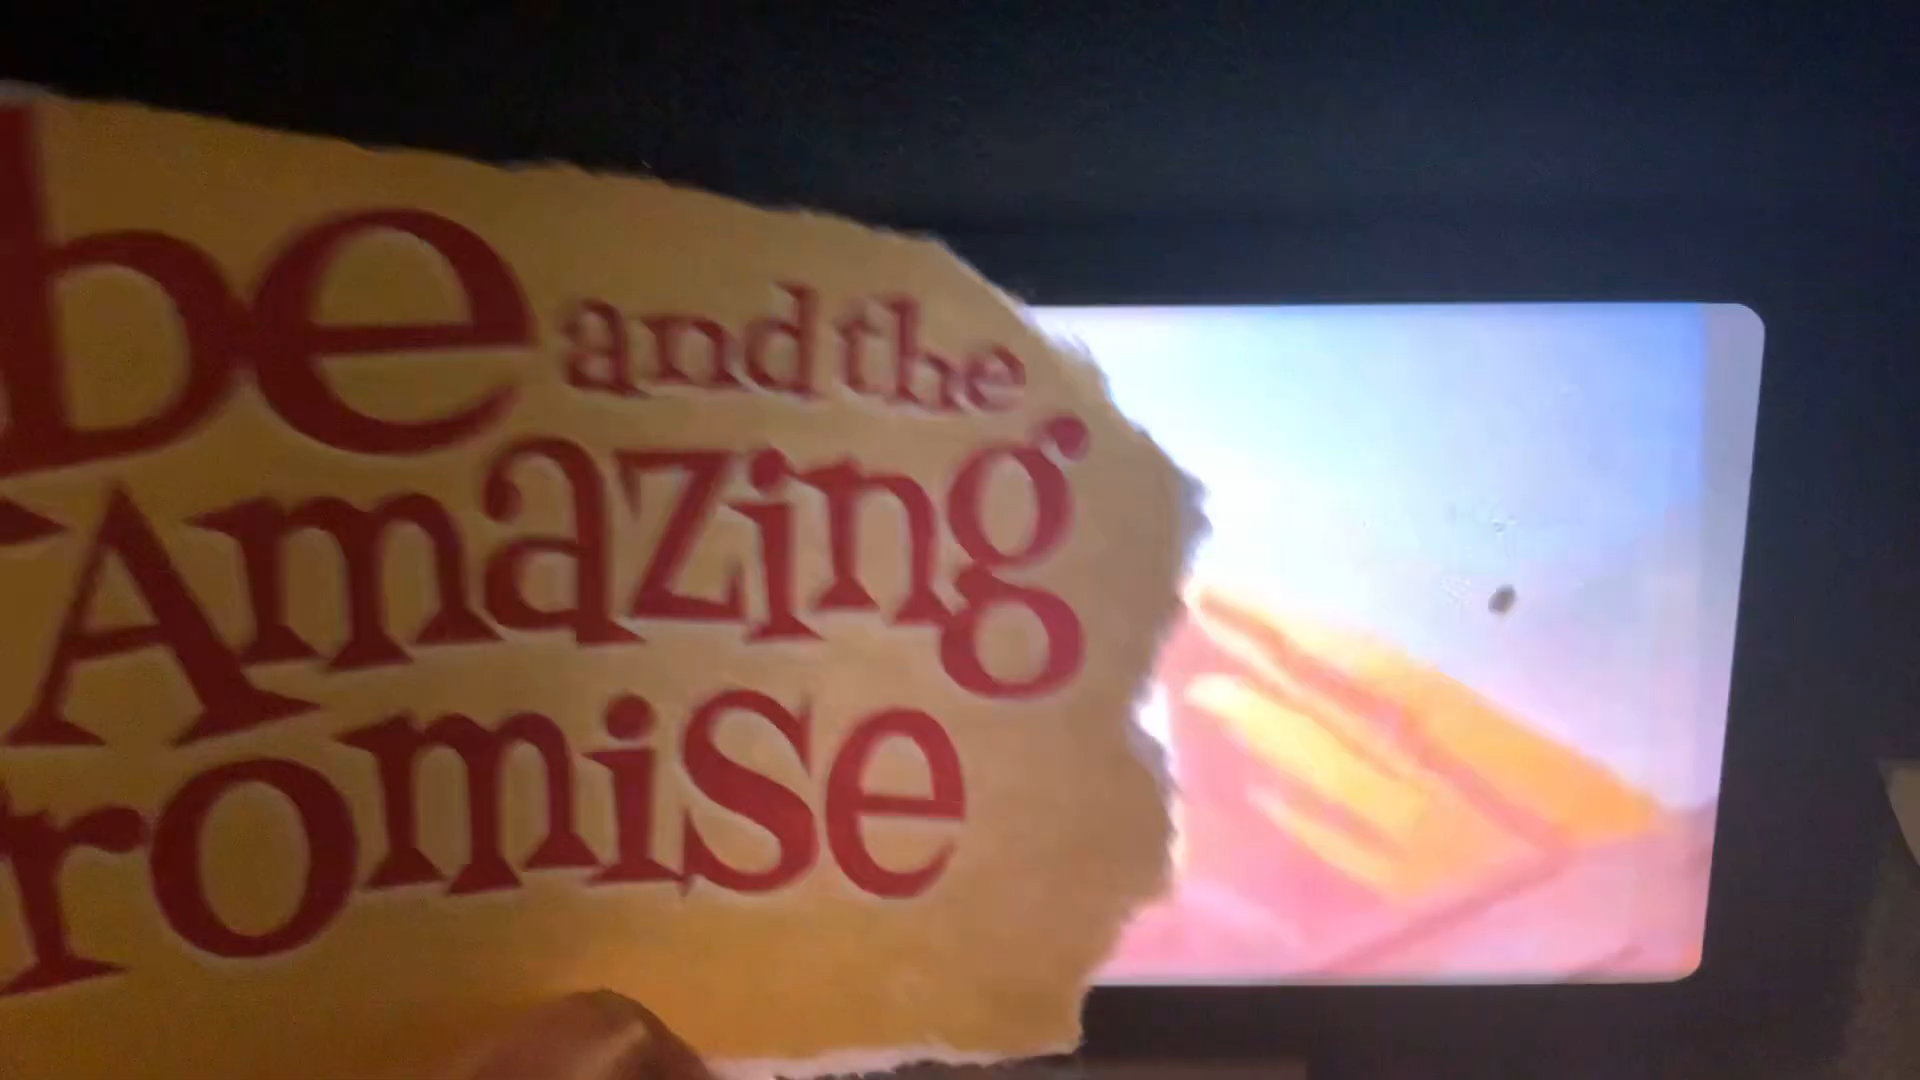 be and the
Amazing
romise